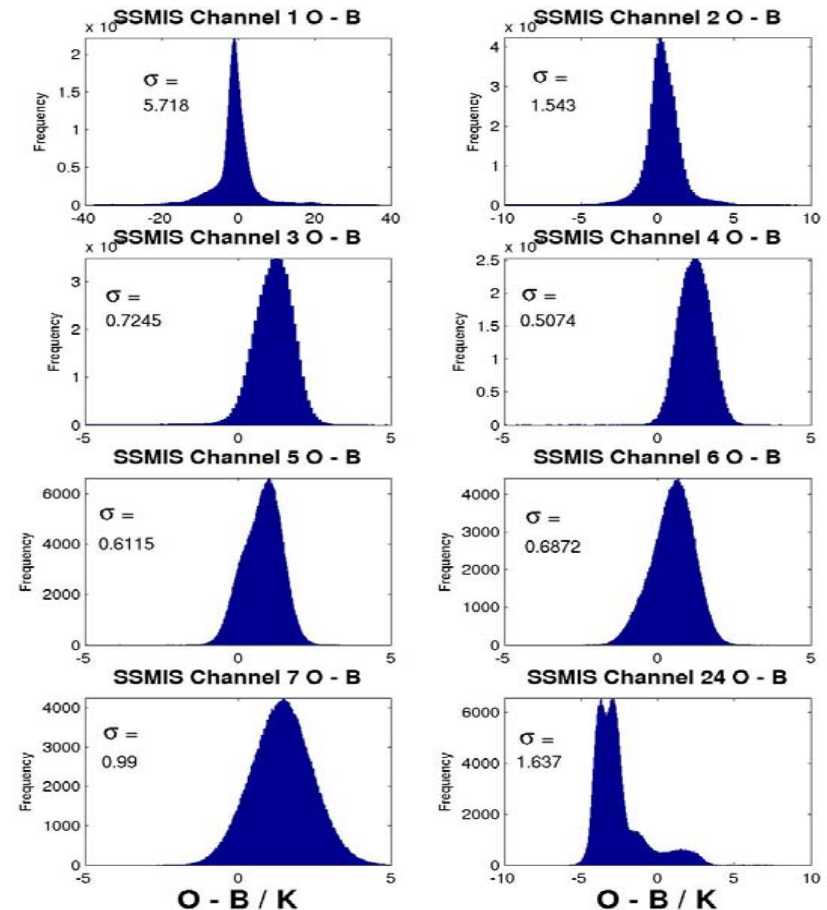 SSMIS Channel 1 O - B
x 10
Frequency
2
1.5
1
0.5
0
σ =
5.718
-40 -20 0 20 40
SSMIS Channel 2 O - B
x 10
Frequency
4
3
2
1
0
σ =
1.543
-10 -5 0 5 10
SSMIS Channel 3 O - B
x 10
Frequency
3
2
1
0
σ =
0.7245
-5 0 5
SSMIS Channel 4 O - B
x 10
Frequency
2.5
2
1.5
1
0.5
0
σ =
0.5074
-5 0 5
SSMIS Channel 5 O - B
Frequency
6000
4000
2000
0
σ =
0.6115
-5 0 5
SSMIS Channel 6 O - B
Frequency
4000
3000
2000
1000
0
σ =
0.6872
-5 0 5
SSMIS Channel 7 O - B
Frequency
4000
3000
2000
1000
0
σ =
0.99
-5 0 5
O - B / K
SSMIS Channel 24 O - B
Frequency
6000
4000
2000
0
σ =
1.637
-10 -5 0 5 10
O - B / K